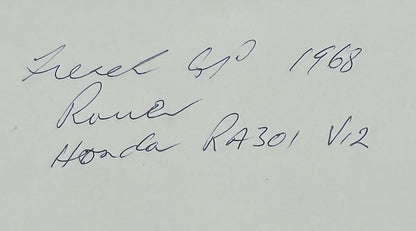 French GP 1968
Rouen
Honda RA301 V12